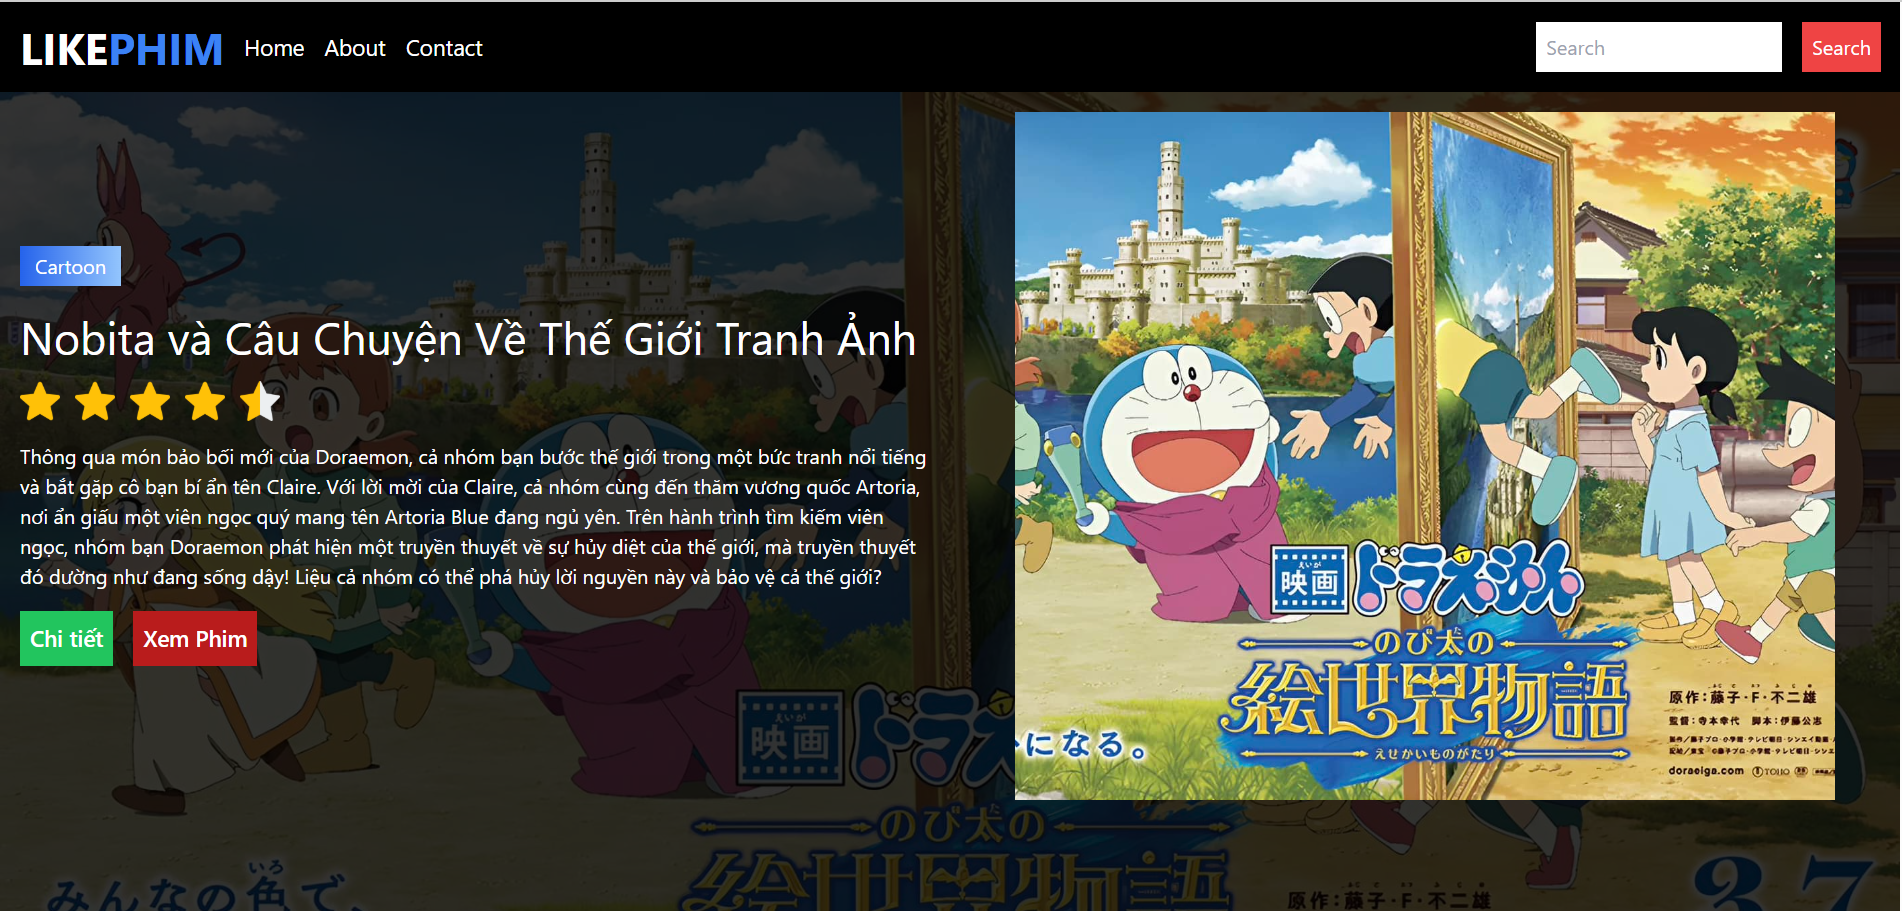 LIKEPHIM Home About Contact
Search Search
Cartoon
Nobita và Câu Chuyện Về Thế Giới Tranh Ảnh
Thông qua món bảo bối mới của Doraemon, cả nhóm bạn bước thế giới trong một bức tranh nổi tiếng
và bắt gặp cô bạn bí ẩn tên Claire. Với lời mời của Claire, cả nhóm cùng đến thăm vương quốc Artoria,
nơi ẩn giấu một viên ngọc quý mang tên Artoria Blue đang ngủ yên. Trên hành trình tìm kiếm viên
ngọc, nhóm bạn Doraemon phát hiện một truyền thuyết về sự hủy diệt của thế giới, mà truyền thuyết
đó dường như đang sống dậy! Liệu cả nhóm có thể phá hủy lời nguyền này và bảo vệ cả thế giới?
Chi tiết
Xem Phim
えいが
映画ドラえもん
のび太の
絵世界物語
えせかいものがたり
になる。
原作:藤子・F・不二雄
監督:寺本幸代 脚本:伊藤公志
doraeiga.com TOHO
えいが
映画ドラえ
のび太の
絵世界物語
いろ
みんなの色で、
原作:藤子・F・不二雄
3.7